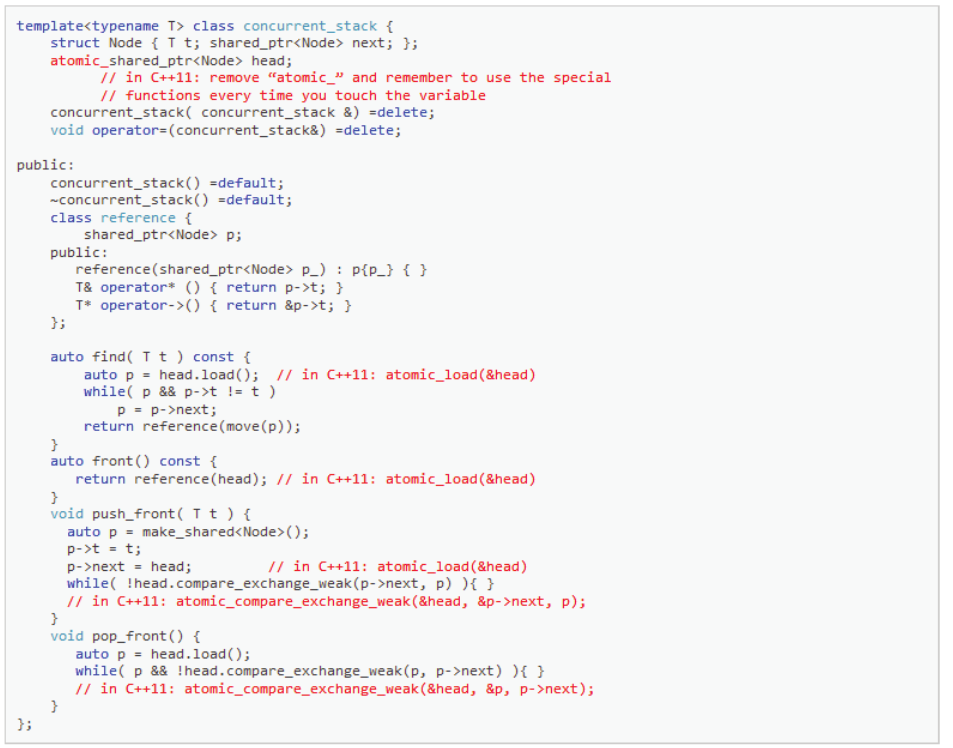 template<typename T> class concurrent_stack {
    struct Node { T t; shared_ptr<Node> next; };
    atomic_shared_ptr<Node> head;
          // in C++11: remove “atomic_” and remember to use the special
          // functions every time you touch the variable
    concurrent_stack( concurrent_stack &) =delete;
    void operator=(concurrent_stack&) =delete;

public:
    concurrent_stack() =default;
    ~concurrent_stack() =default;
    class reference {
        shared_ptr<Node> p;
    public:
       reference(shared_ptr<Node> p_) : p{p_} { }
       T& operator* () { return p->t; }
       T* operator->() { return &p->t; }
    };

    auto find( T t ) const {
        auto p = head.load();  // in C++11: atomic_load(&head)
        while( p && p->t != t )
            p = p->next;
        return reference(move(p));
    }
    auto front() const {
       return reference(head); // in C++11: atomic_load(&head)
    }
    void push_front( T t ) {
      auto p = make_shared<Node>();
      p->t = t;
      p->next = head;         // in C++11: atomic_load(&head)
      while( !head.compare_exchange_weak(p->next, p) ){ }
      // in C++11: atomic_compare_exchange_weak(&head, &p->next, p);
    }
    void pop_front() {
       auto p = head.load();
       while( p && !head.compare_exchange_weak(p, p->next) ){ }
       // in C++11: atomic_compare_exchange_weak(&head, &p, p->next);
    }
};